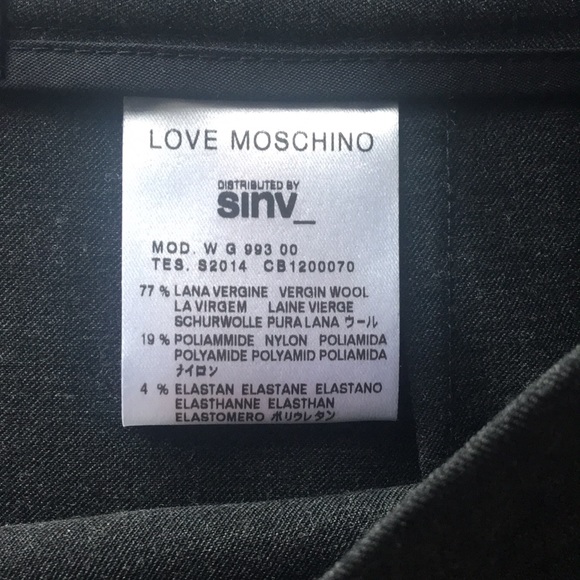 LOVE MOSCHINO
DISTRIBUTED BY
sinv_
MOD. W G 993 00
TES. S2014 CB1200070
77 % LANA VERGINE VERGIN WOOL
LA VIRGEM LAINE VIERGE
SCHURWOLLE PURA LANA ウール
19 % POLIAMMIDE NYLON POLIAMIDA
POLYAMIDE POLYAMID POLIAMIDA
ナイロン
4 % ELASTAN ELASTANE ELASTANO
ELASTHANNE ELASTHAN
ELASTOMERO ポリウレタン